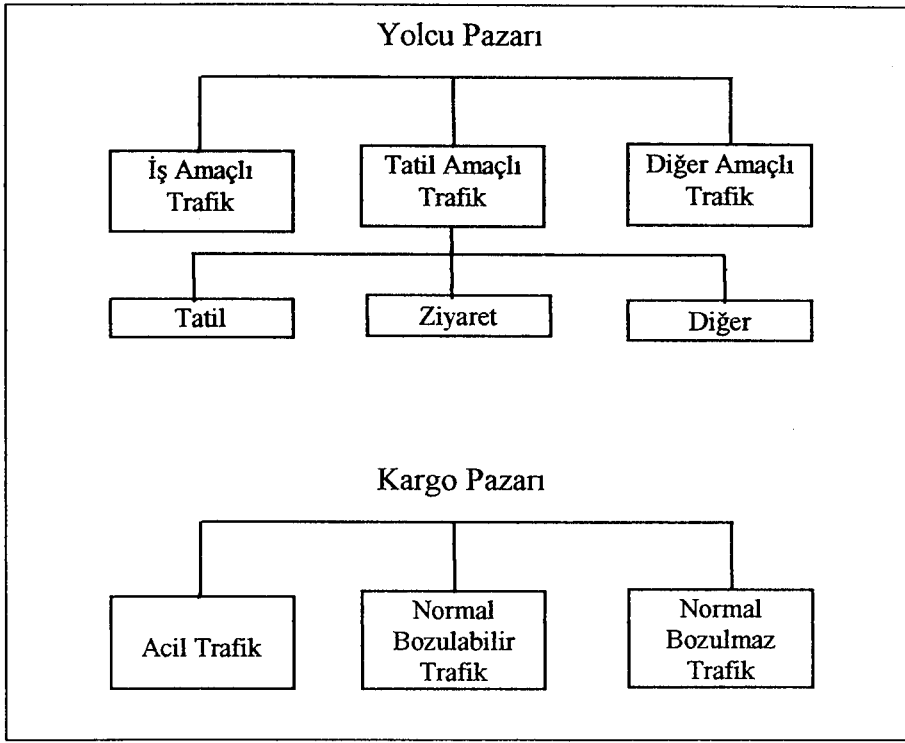 Yolcu Pazarı
İş Amaçlı
Trafik
Tatil Amaçlı
Trafik
Diğer Amaçlı
Trafik
Tatil
Ziyaret
Diğer
Kargo Pazarı
Acil Trafik
Normal
Bozulabilir
Trafik
Normal
Bozulmaz
Trafik